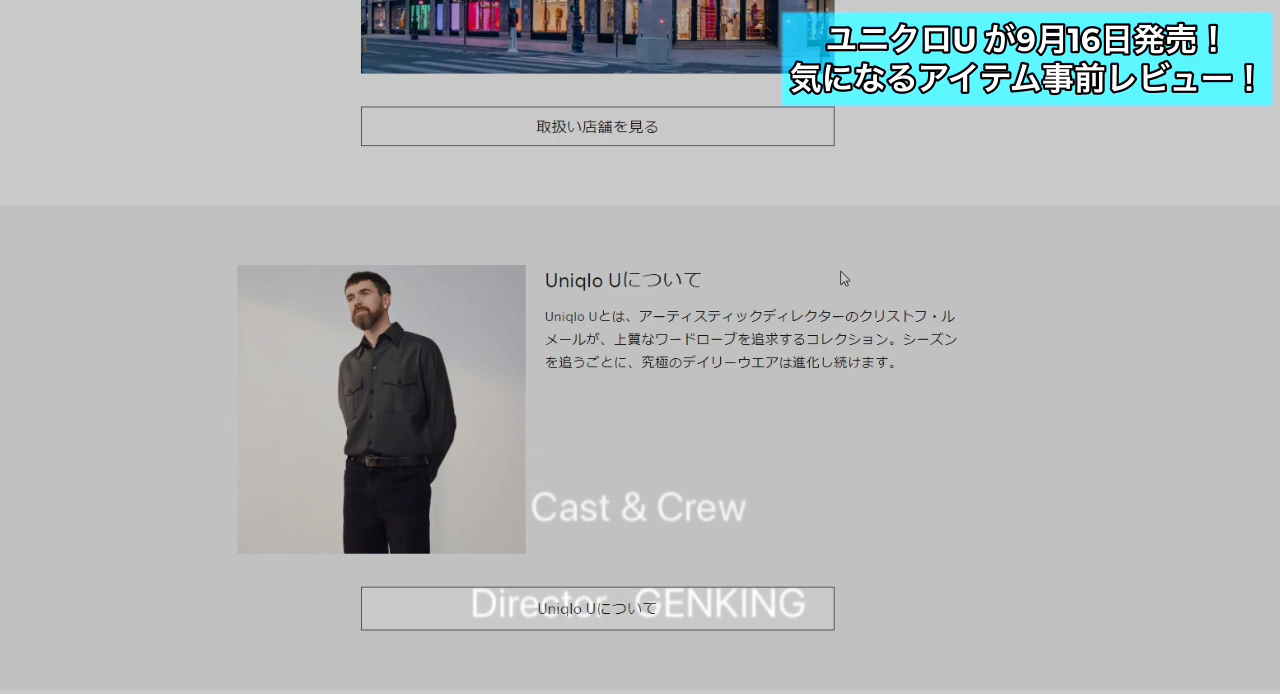 ユニクロU が9月16日発売！
気になるアイテム事前レビュー！
取扱い店舗を見る
Uniqlo Uについて
Uniqlo Uとは、アーティスティックディレクターのクリストフ・ル
メールが、上質なワードローブを追求するコレクション。シーズン
を追うごとに、究極のデイリーウエアは進化し続けます。
Cast & Crew
Director GENKING
Uniqlo Uについて